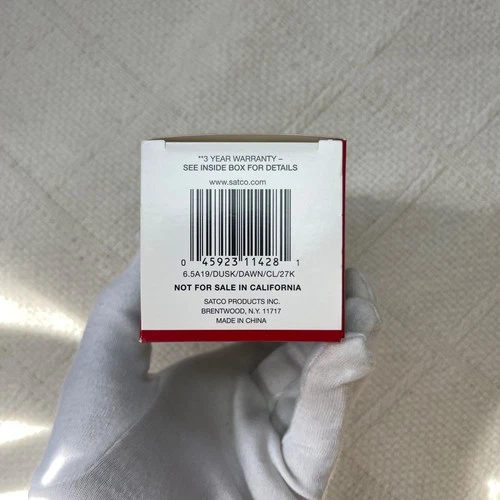 **3 YEAR WARRANTY –
SEE INSIDE BOX FOR DETAILS
www.satco.com
0 45923 11428 1
6.5A19/DUSK/DAWN/CL/27K
NOT FOR SALE IN CALIFORNIA
SATCO PRODUCTS INC.
BRENTWOOD, N.Y. 11717
MADE IN CHINA